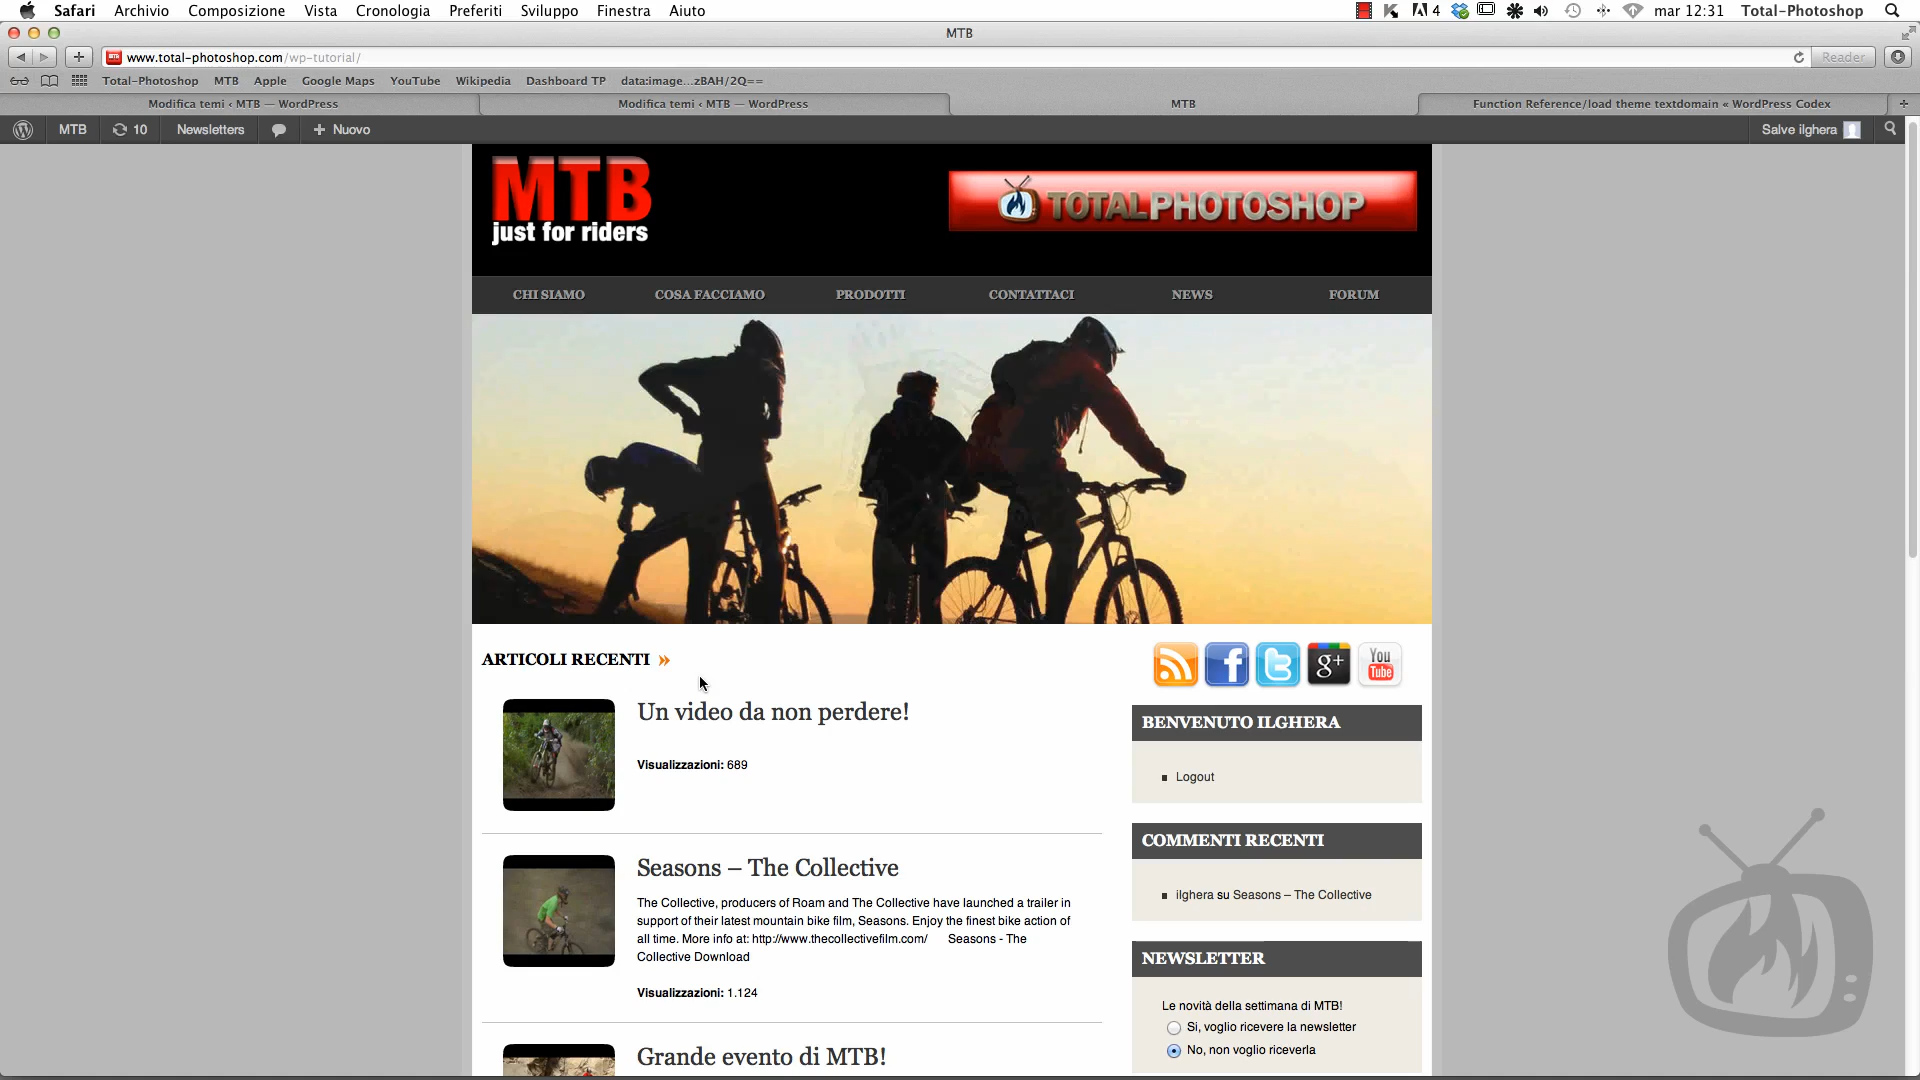 Safari Archivio Composizione Vista Cronologia Preferiti Sviluppo Finestra Aiuto 4 mar 12:31 Total-Photoshop
MTB
www.total-photoshop.com/wp-tutorial/ Reader
Total-Photoshop MTB Apple Google Maps YouTube Wikipedia Dashboard TP data:image...zBAH/2Q==
Modifica temi ‹ MTB — WordPress Modifica temi ‹ MTB — WordPress MTB Function Reference/load theme textdomain « WordPress Codex
MTB 10 Newsletters + Nuovo Salve ilghera
MTB
just for riders
TOTALPHOTOSHOP
CHI SIAMO COSA FACCIAMO PRODOTTI CONTATTACI NEWS FORUM
ARTICOLI RECENTI »
Un video da non perdere!
Visualizzazioni: 689
Seasons – The Collective
The Collective, producers of Roam and The Collective have launched a trailer in
support of their latest mountain bike film, Seasons. Enjoy the finest bike action of
all time. More info at: http://www.thecollectivefilm.com/ Seasons - The
Collective Download
Visualizzazioni: 1.124
Grande evento di MTB!
g+ You Tube
BENVENUTO ILGHERA
Logout
COMMENTI RECENTI
ilghera su Seasons – The Collective
NEWSLETTER
Le novità della settimana di MTB!
Si, voglio ricevere la newsletter
No, non voglio riceverla